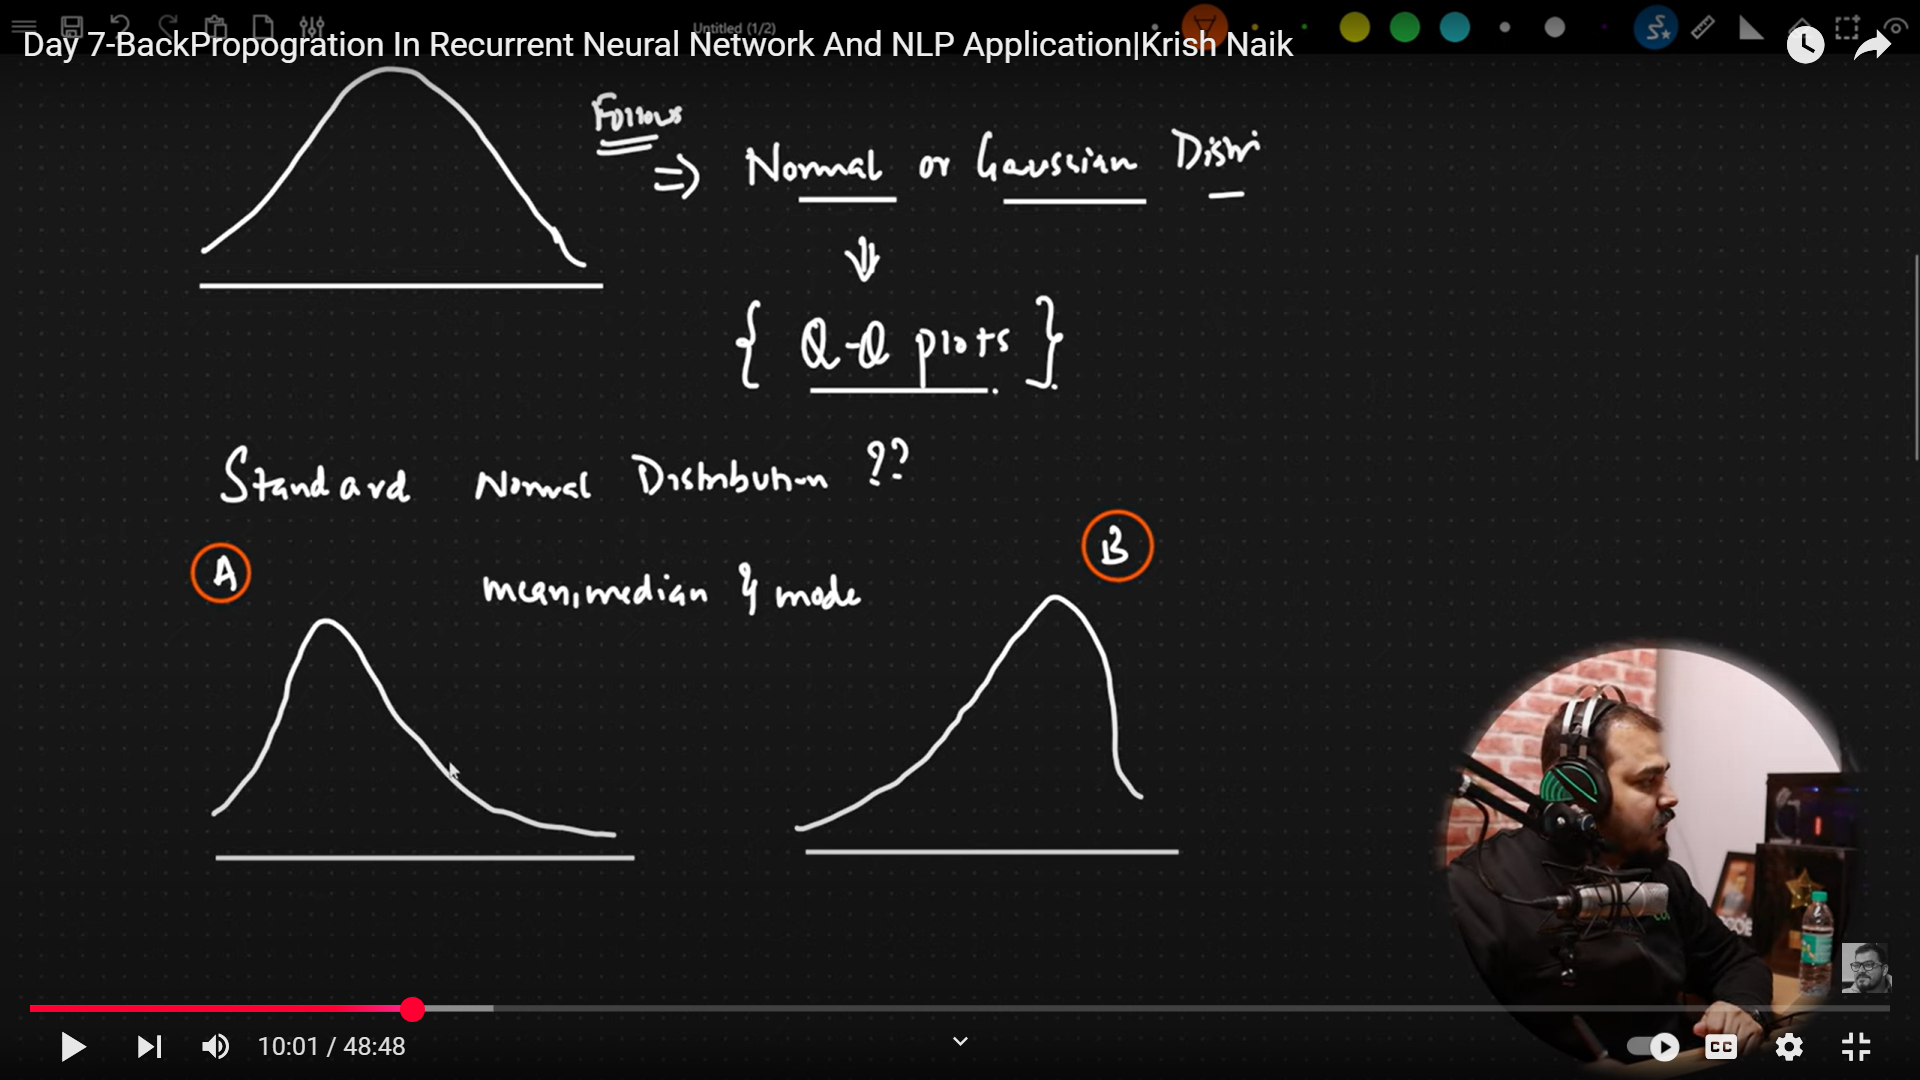 Untitled (1/2)
Day 7-BackPropogration In Recurrent Neural Network And NLP Application|Krish Naik
Follows
⇒ Normal or Gaussian Distri
⇓
{ Q-Q plots }
Standard Normal Distribution ??
A
B
mean, median & mode
10:01 / 48:48
CC